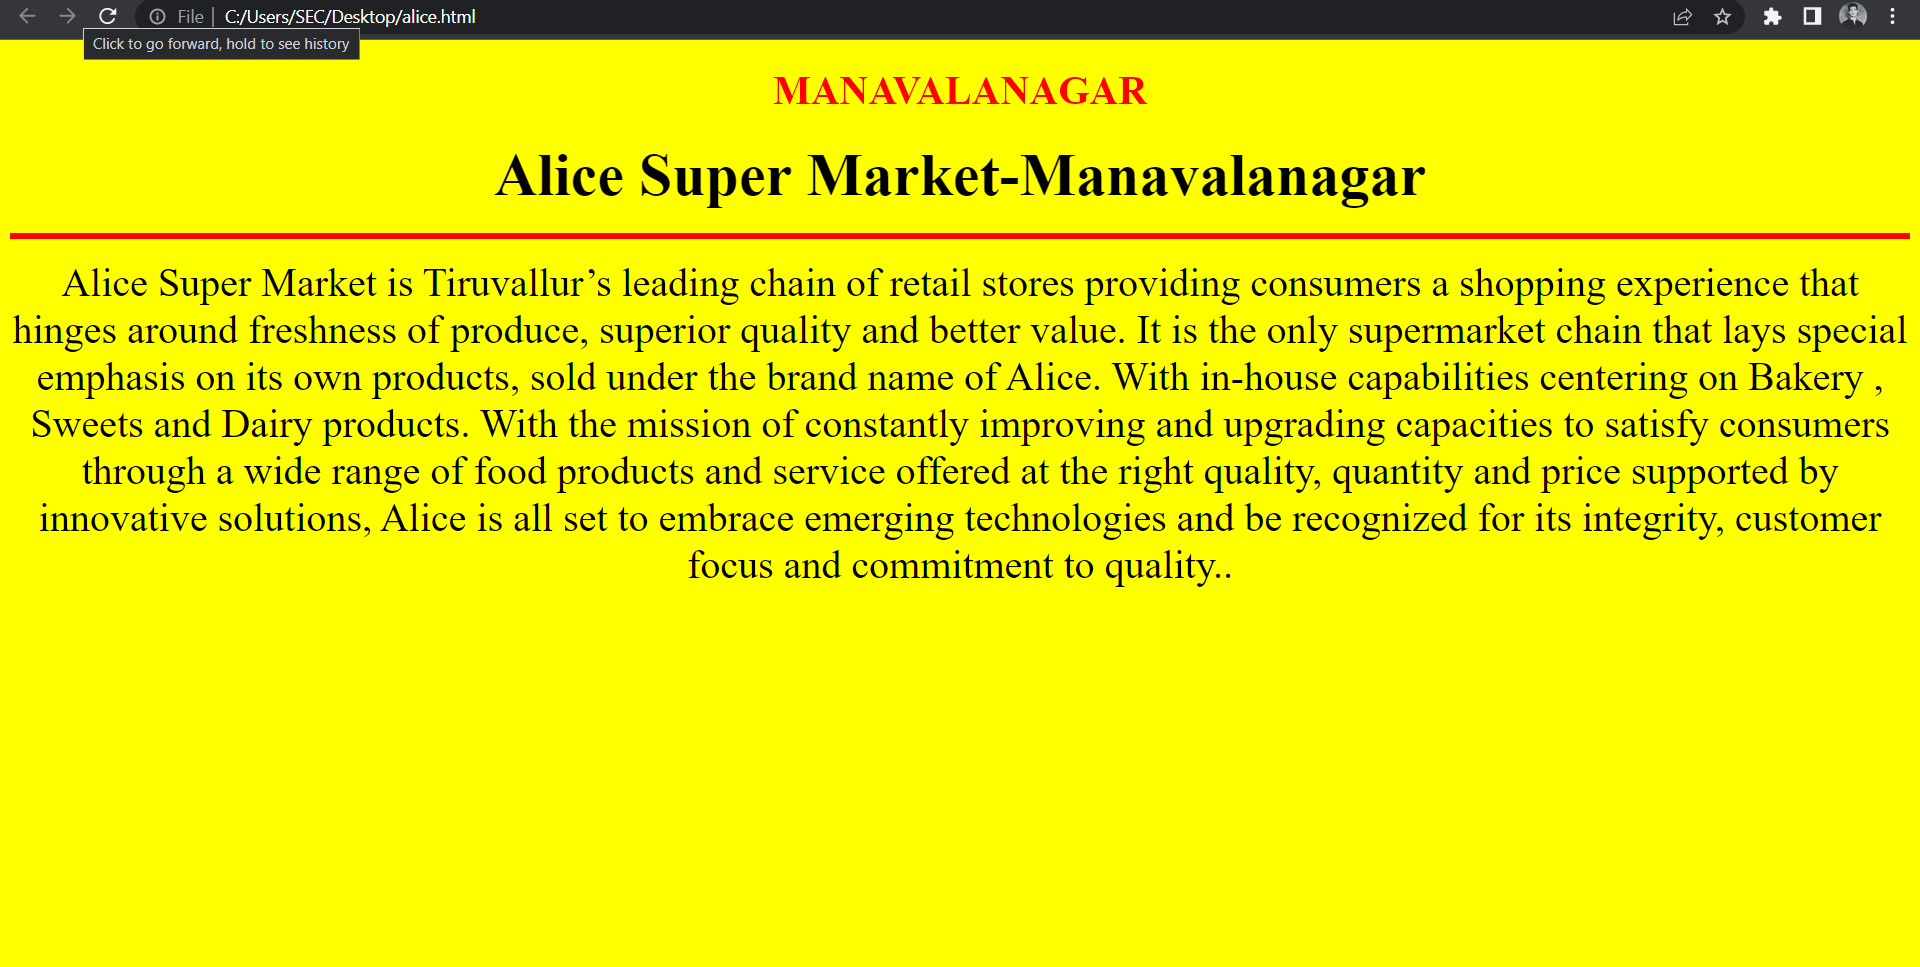 File | C:/Users/SEC/Desktop/alice.html
Click to go forward, hold to see history
MANAVALANAGAR
Alice Super Market-Manavalanagar
Alice Super Market is Tiruvallur’s leading chain of retail stores providing consumers a shopping experience that
hinges around freshness of produce, superior quality and better value. It is the only supermarket chain that lays special
emphasis on its own products, sold under the brand name of Alice. With in-house capabilities centering on Bakery ,
Sweets and Dairy products. With the mission of constantly improving and upgrading capacities to satisfy consumers
through a wide range of food products and service offered at the right quality, quantity and price supported by
innovative solutions, Alice is all set to embrace emerging technologies and be recognized for its integrity, customer
focus and commitment to quality..